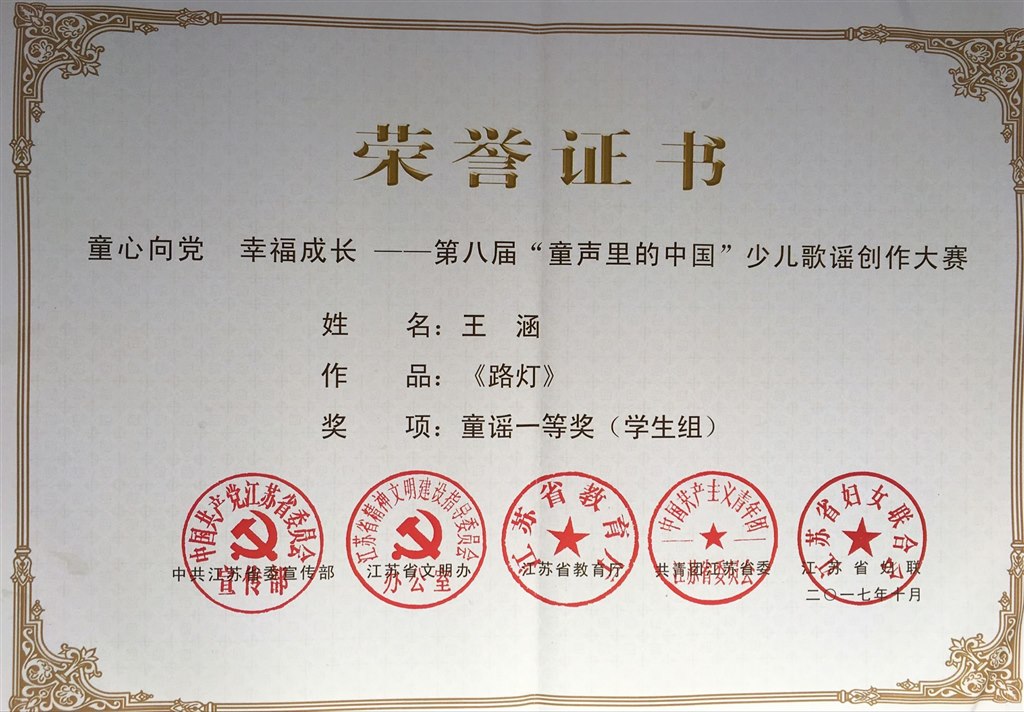 荣誉证书
童心向党 幸福成长 ——第八届“童声里的中国”少儿歌谣创作大赛
姓 名：王 涵
作 品：《路灯》
奖 项：童谣一等奖（学生组）
中国共产党江苏省委员会
宣传部
江苏省精神文明建设指导委员会
办公室
江苏省教育厅
中国共产主义青年团
江苏省委员会
江苏省妇女联合会
中共江苏省委宣传部 江苏省文明办 江苏省教育厅 共青团江苏省委 江苏省妇联
二〇一七年十月